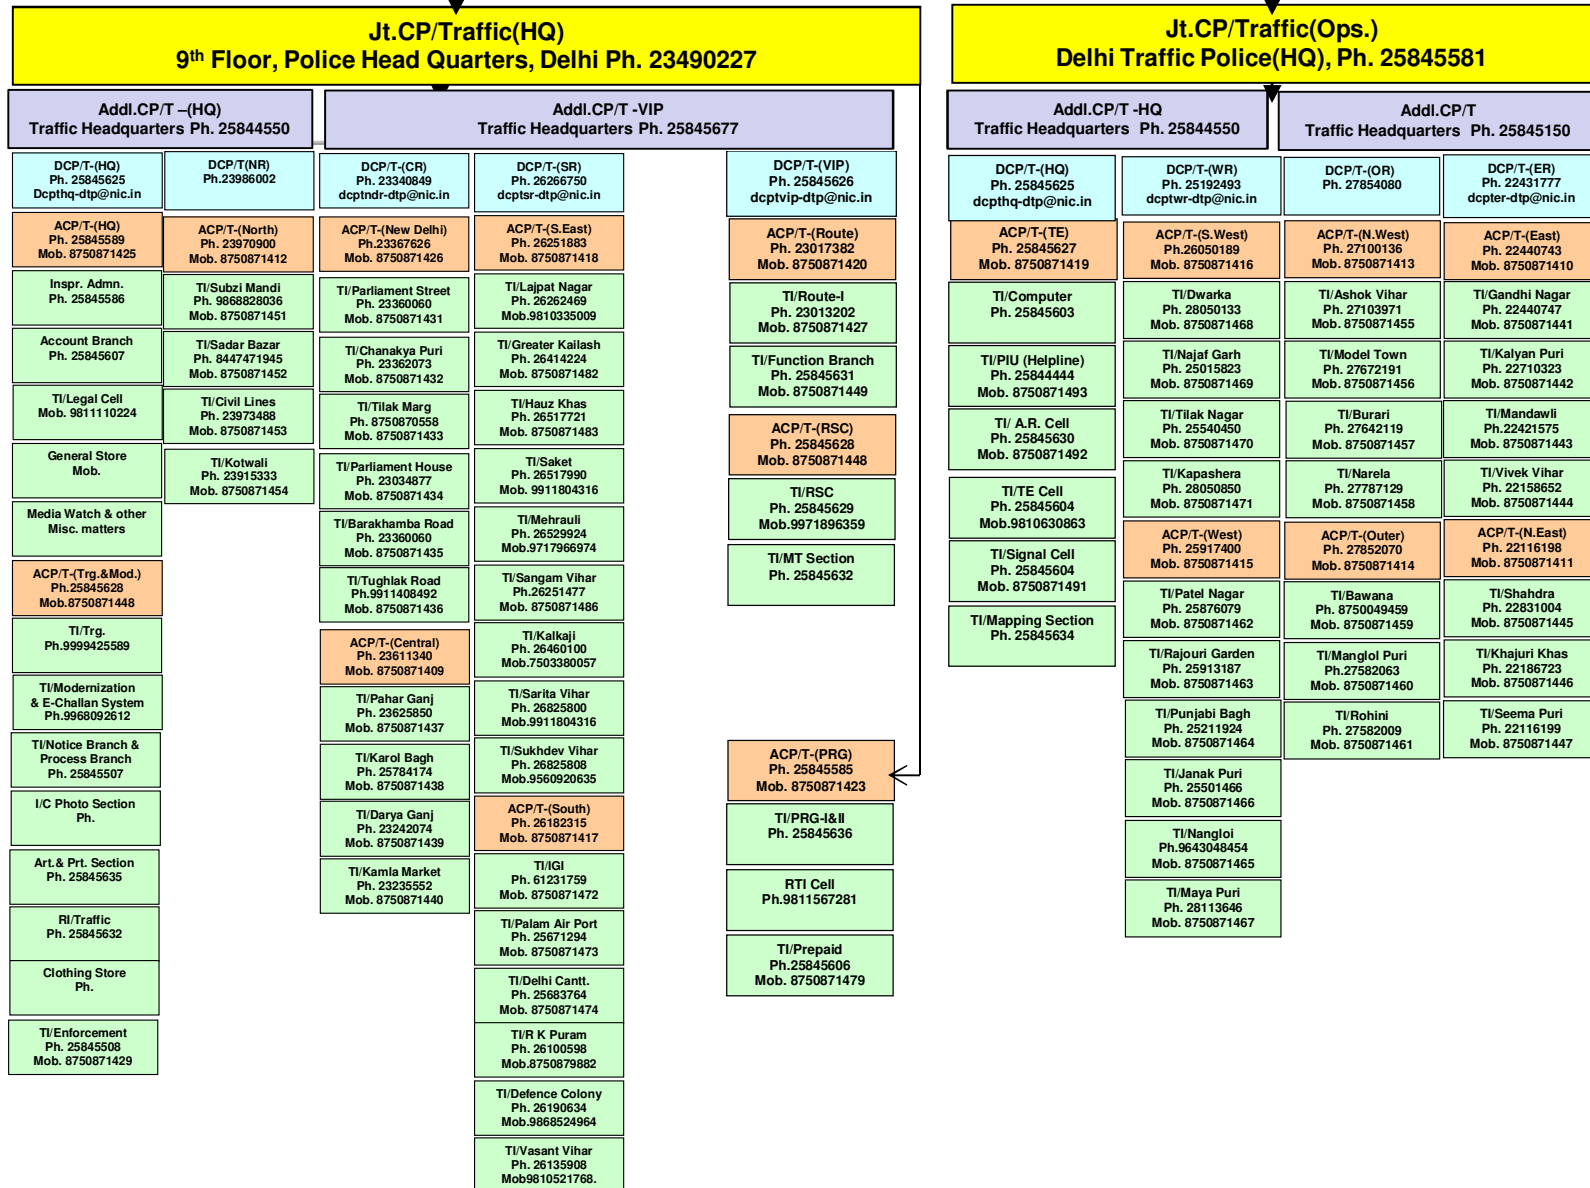 Jt.CP/Traffic(HQ)
9th Floor, Police Head Quarters, Delhi Ph. 23490227
Jt.CP/Traffic(Ops.)
Delhi Traffic Police(HQ), Ph. 25845581
Addl.CP/T –(HQ)
Traffic Headquarters Ph. 25844550
Addl.CP/T -VIP
Traffic Headquarters Ph. 25845677
Addl.CP/T -HQ
Traffic Headquarters Ph. 25844550
Addl.CP/T
Traffic Headquarters Ph. 25845150
DCP/T-(HQ)
Ph. 25845625
Dcpthq-dtp@nic.in
ACP/T-(HQ)
Ph. 25845589
Mob. 8750871425
Inspr. Admn.
Ph. 25845586
Account Branch
Ph. 25845607
TI/Legal Cell
Mob. 9811110224
General Store
Mob.
Media Watch & other
Misc. matters
ACP/T-(Trg.&Mod.)
Ph.25845628
Mob.8750871448
TI/Trg.
Ph.9999425589
TI/Modernization
& E-Challan System
Ph.9968092612
TI/Notice Branch &
Process Branch
Ph. 25845507
I/C Photo Section
Ph.
Art.& Prt. Section
Ph. 25845635
RI/Traffic
Ph. 25845632
Clothing Store
Ph.
TI/Enforcement
Ph. 25845508
Mob. 8750871429
DCP/T(NR)
Ph.23986002
ACP/T-(North)
Ph. 23970900
Mob. 8750871412
TI/Subzi Mandi
Ph. 9868828036
Mob. 8750871451
TI/Sadar Bazar
Ph. 8447471945
Mob. 8750871452
TI/Civil Lines
Ph. 23973488
Mob. 8750871453
TI/Kotwali
Ph. 23915333
Mob. 8750871454
DCP/T-(CR)
Ph. 23340849
dcptndr-dtp@nic.in
ACP/T-(New Delhi)
Ph.23367626
Mob. 8750871426
TI/Parliament Street
Ph. 23360060
Mob. 8750871431
TI/Chanakya Puri
Ph. 23362073
Mob. 8750871432
TI/Tilak Marg
Ph. 8750870558
Mob. 8750871433
TI/Parliament House
Ph. 23034877
Mob. 8750871434
TI/Barakhamba Road
Ph. 23360060
Mob. 8750871435
TI/Tughlak Road
Ph.9911408492
Mob. 8750871436
ACP/T-(Central)
Ph. 23611340
Mob. 8750871409
TI/Pahar Ganj
Ph. 23625850
Mob. 8750871437
TI/Karol Bagh
Ph. 25784174
Mob. 8750871438
TI/Darya Ganj
Ph. 23242074
Mob. 8750871439
TI/Kamla Market
Ph. 23235552
Mob. 8750871440
DCP/T-(SR)
Ph. 26266750
dcptsr-dtp@nic.in
ACP/T-(S.East)
Ph. 26251883
Mob. 8750871418
TI/Lajpat Nagar
Ph. 26262469
Mob.9810335009
TI/Greater Kailash
Ph. 26414224
Mob. 8750871482
TI/Hauz Khas
Ph. 26517721
Mob. 8750871483
TI/Saket
Ph. 26517990
Mob. 9911804316
TI/Mehrauli
Ph. 26529924
Mob.9717966974
TI/Sangam Vihar
Ph.26251477
Mob. 8750871486
TI/Kalkaji
Ph. 26460100
Mob.7503380057
TI/Sarita Vihar
Ph. 26825800
Mob.9911804316
TI/Sukhdev Vihar
Ph. 26825808
Mob.9560920635
ACP/T-(South)
Ph. 26182315
Mob. 8750871417
TI/IGI
Ph. 61231759
Mob. 8750871472
TI/Palam Air Port
Ph. 25671294
Mob. 8750871473
TI/Delhi Cantt.
Ph. 25683764
Mob. 8750871474
TI/R K Puram
Ph. 26100598
Mob.8750879882
TI/Defence Colony
Ph. 26190634
Mob.9868524964
TI/Vasant Vihar
Ph. 26135908
Mob9810521768.
DCP/T-(VIP)
Ph. 25845626
dcptvip-dtp@nic.in
ACP/T-(Route)
Ph. 23017382
Mob. 8750871420
TI/Route-I
Ph. 23013202
Mob. 8750871427
TI/Function Branch
Ph. 25845631
Mob. 8750871449
ACP/T-(RSC)
Ph. 25845628
Mob. 8750871448
TI/RSC
Ph. 25845629
Mob.9971896359
TI/MT Section
Ph. 25845632
ACP/T-(PRG)
Ph. 25845585
Mob. 8750871423
TI/PRG-I&II
Ph. 25845636
RTI Cell
Ph.9811567281
TI/Prepaid
Ph.25845606
Mob. 8750871479
DCP/T-(HQ)
Ph. 25845625
dcpthq-dtp@nic.in
ACP/T-(TE)
Ph. 25845627
Mob. 8750871419
TI/Computer
Ph. 25845603
TI/PIU (Helpline)
Ph. 25844444
Mob. 8750871493
TI/ A.R. Cell
Ph. 25845630
Mob. 8750871492
TI/TE Cell
Ph. 25845604
Mob.9810630863
TI/Signal Cell
Ph. 25845604
Mob. 8750871491
TI/Mapping Section
Ph. 25845634
DCP/T-(WR)
Ph. 25192493
dcptwr-dtp@nic.in
ACP/T-(S.West)
Ph.26050189
Mob. 8750871416
TI/Dwarka
Ph. 28050133
Mob. 8750871468
TI/Najaf Garh
Ph. 25015823
Mob. 8750871469
TI/Tilak Nagar
Ph. 25540450
Mob. 8750871470
TI/Kapashera
Ph. 28050850
Mob. 8750871471
ACP/T-(West)
Ph. 25917400
Mob. 8750871415
TI/Patel Nagar
Ph. 25876079
Mob. 8750871462
TI/Rajouri Garden
Ph. 25913187
Mob. 8750871463
TI/Punjabi Bagh
Ph. 25211924
Mob. 8750871464
TI/Janak Puri
Ph. 25501466
Mob. 8750871466
TI/Nangloi
Ph.9643048454
Mob. 8750871465
TI/Maya Puri
Ph. 28113646
Mob. 8750871467
DCP/T-(OR)
Ph. 27854080
ACP/T-(N.West)
Ph. 27100136
Mob. 8750871413
TI/Ashok Vihar
Ph. 27103971
Mob. 8750871455
TI/Model Town
Ph. 27672191
Mob. 8750871456
TI/Burari
Ph. 27642119
Mob. 8750871457
TI/Narela
Ph. 27787129
Mob. 8750871458
ACP/T-(Outer)
Ph. 27852070
Mob. 8750871414
TI/Bawana
Ph. 8750049459
Mob. 8750871459
TI/Manglol Puri
Ph.27582063
Mob. 8750871460
TI/Rohini
Ph. 27582009
Mob. 8750871461
DCP/T-(ER)
Ph. 22431777
dcpter-dtp@nic.in
ACP/T-(East)
Ph. 22440743
Mob. 8750871410
TI/Gandhi Nagar
Ph. 22440747
Mob. 8750871441
TI/Kalyan Puri
Ph. 22710323
Mob. 8750871442
TI/Mandawli
Ph.22421575
Mob. 8750871443
TI/Vivek Vihar
Ph. 22158652
Mob. 8750871444
ACP/T-(N.East)
Ph. 22116198
Mob. 8750871411
TI/Shahdra
Ph. 22831004
Mob. 8750871445
TI/Khajuri Khas
Ph. 22186723
Mob. 8750871446
TI/Seema Puri
Ph. 22116199
Mob. 8750871447